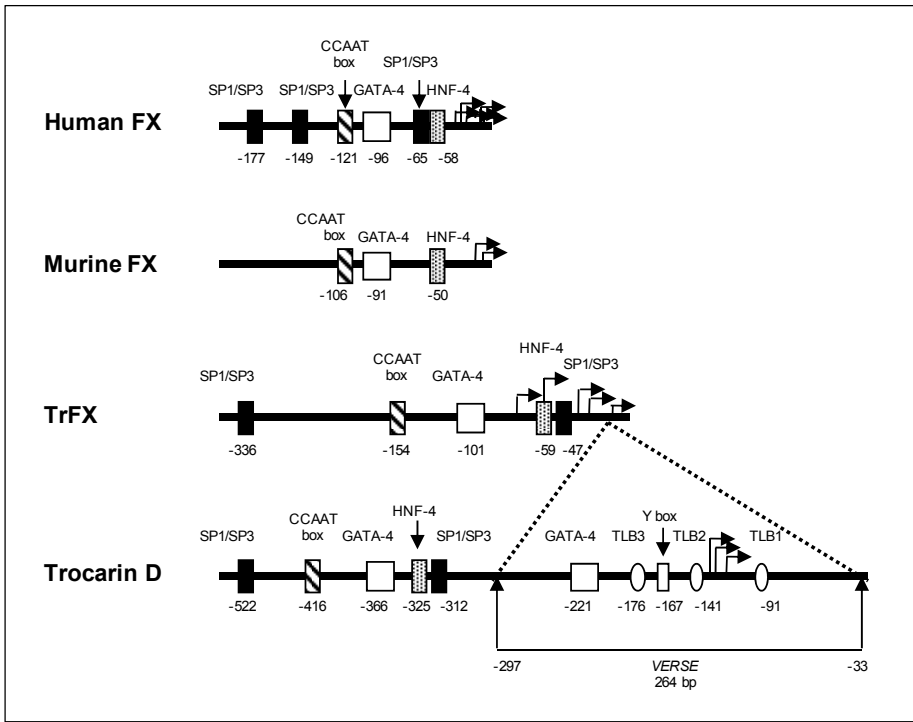 CCAAT
box
SP1/SP3
SP1/SP3
SP1/SP3
GATA-4
HNF-4
Human FX
-177
-149
-121
-96
-65
-58
CCAAT
box
GATA-4
HNF-4
Murine FX
-106
-91
-50
HNF-4
CCAAT
box
SP1/SP3
SP1/SP3
GATA-4
TrFX
-336
-154
-101
-59
-47
HNF-4
CCAAT
box
Y box
SP1/SP3
GATA-4
SP1/SP3
GATA-4
TLB3
TLB2
TLB1
Trocarin D
-522
-416
-366
-325
-312
-221
-176
-167
-141
-91
-297
VERSE
-33
264 bp